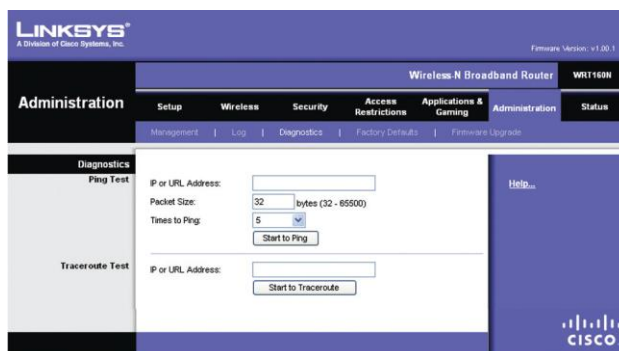 LINKSYS®
A Division of Cisco Systems, Inc.
Firmware Version: v1.00.1
Wireless-N Broadband Router WRT160N
Administration
Setup Wireless Security Access Restrictions Applications & Gaming Administration Status
Management | Log | Diagnostics | Factory Defaults | Firmware Upgrade
Diagnostics
Ping Test
IP or URL Address:
Packet Size: 32 bytes (32 - 65500)
Times to Ping: 5
Start to Ping
Help...
Traceroute Test
IP or URL Address:
Start to Traceroute
CISCO